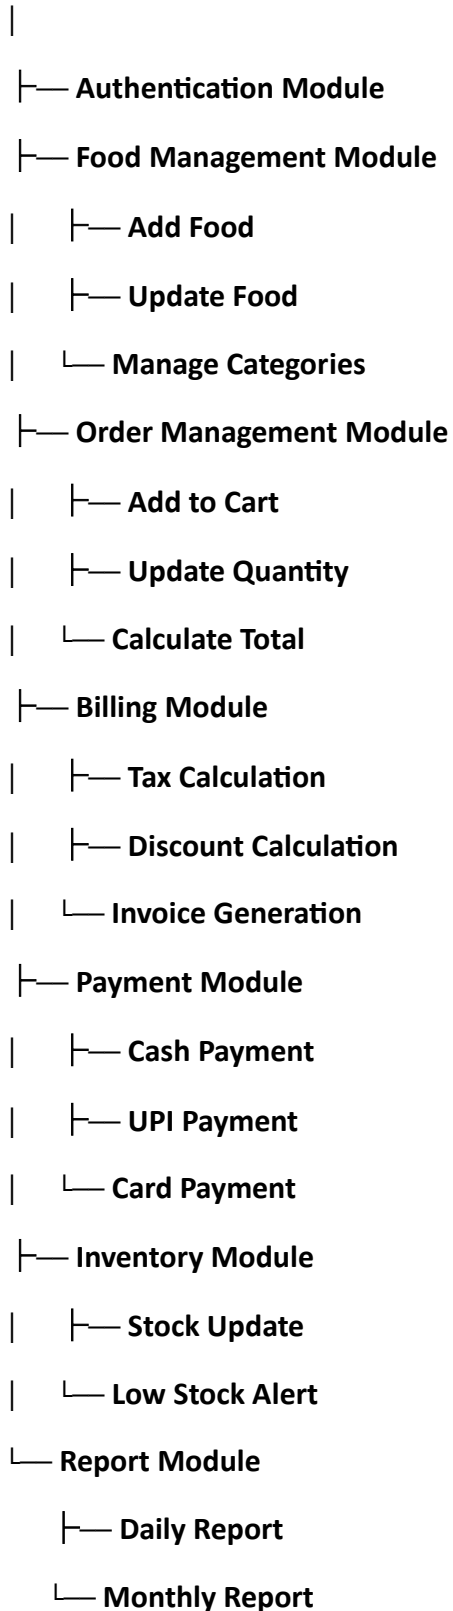 │
├── Authentication Module
├── Food Management Module
│ ├── Add Food
│ ├── Update Food
│ └── Manage Categories
├── Order Management Module
│ ├── Add to Cart
│ ├── Update Quantity
│ └── Calculate Total
├── Billing Module
│ ├── Tax Calculation
│ ├── Discount Calculation
│ └── Invoice Generation
├── Payment Module
│ ├── Cash Payment
│ ├── UPI Payment
│ └── Card Payment
├── Inventory Module
│ ├── Stock Update
│ └── Low Stock Alert
└── Report Module
├── Daily Report
└── Monthly Report